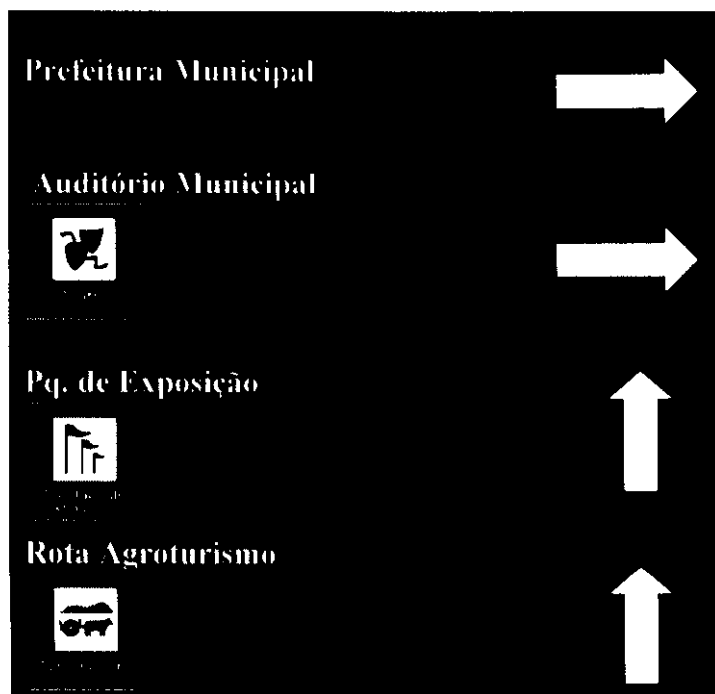 Prefeitura Municipal
Auditório Municipal
Pq. de Exposição
Rota Agroturismo